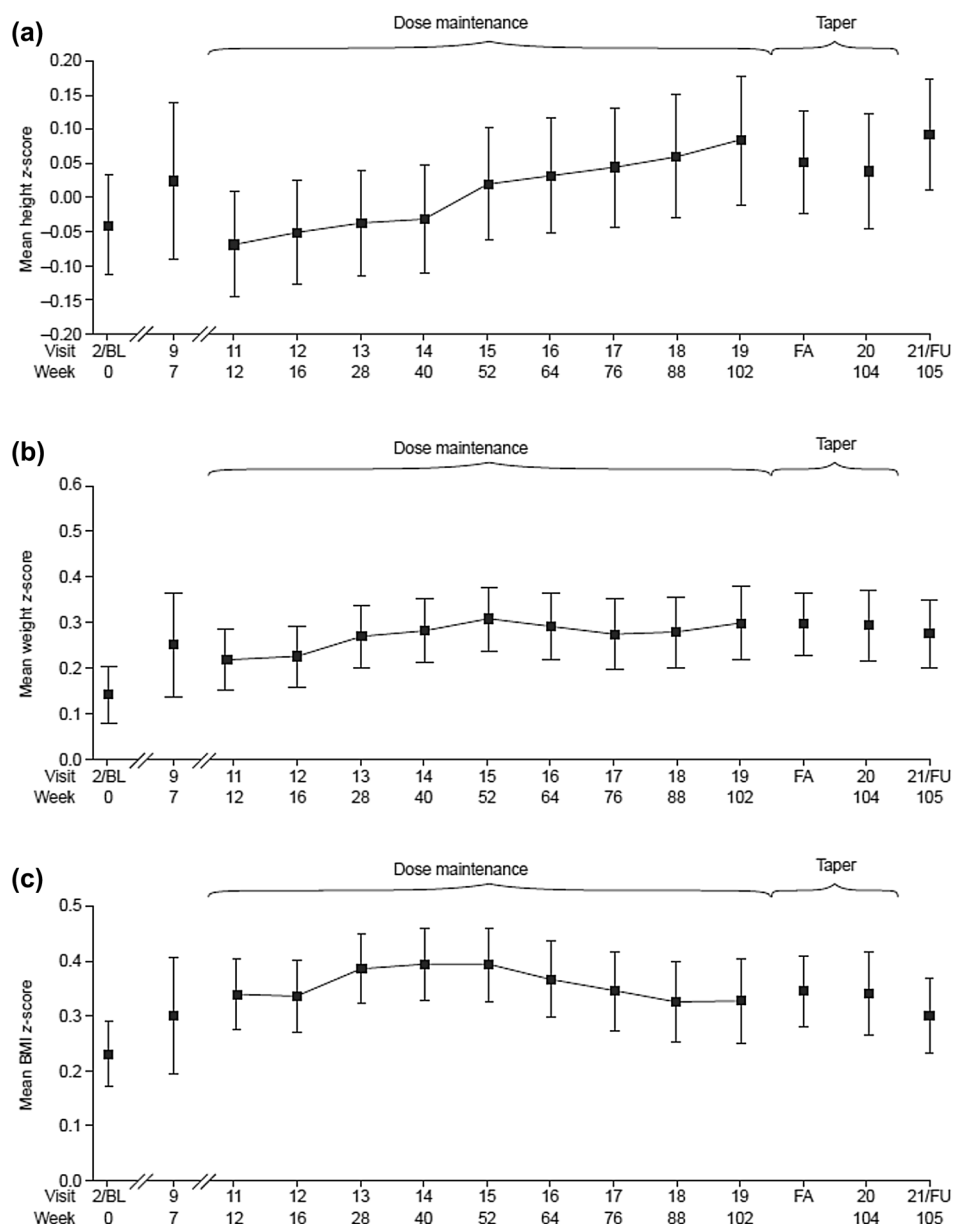 (a)
Dose maintenance
Taper
Mean height z-score
0.20
0.15
0.10
0.05
0.00
–0.05
–0.10
–0.15
–0.20
Visit 2/BL 9 11 12 13 14 15 16 17 18 19 FA 20 21/FU
Week 0 7 12 16 28 40 52 64 76 88 102 104 105
(b)
Dose maintenance
Taper
Mean weight z-score
0.6
0.5
0.4
0.3
0.2
0.1
0.0
Visit 2/BL 9 11 12 13 14 15 16 17 18 19 FA 20 21/FU
Week 0 7 12 16 28 40 52 64 76 88 102 104 105
(c)
Dose maintenance
Taper
Mean BMI z-score
0.5
0.4
0.3
0.2
0.1
0.0
Visit 2/BL 9 11 12 13 14 15 16 17 18 19 FA 20 21/FU
Week 0 7 12 16 28 40 52 64 76 88 102 104 105